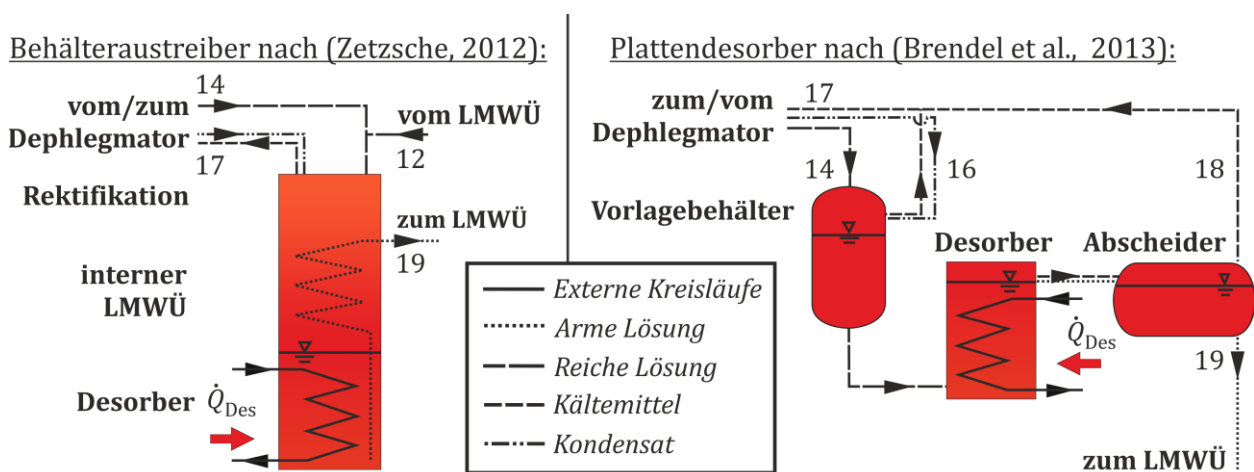 Behälteraustreiber nach (Zetzsche, 2012):
14
vom/zum
Dephlegmator
17
vom LMWÜ
12
Rektifikation
zum LMWÜ
19
interner
LMWÜ
Desorber
Q̇Des
Externe Kreisläufe
Arme Lösung
Reiche Lösung
Kältemittel
Kondensat
Plattendesorber nach (Brendel et al., 2013):
zum/vom
Dephlegmator
17
14
16
18
Vorlagebehälter
Desorber
Abscheider
Q̇Des
19
zum LMWÜ